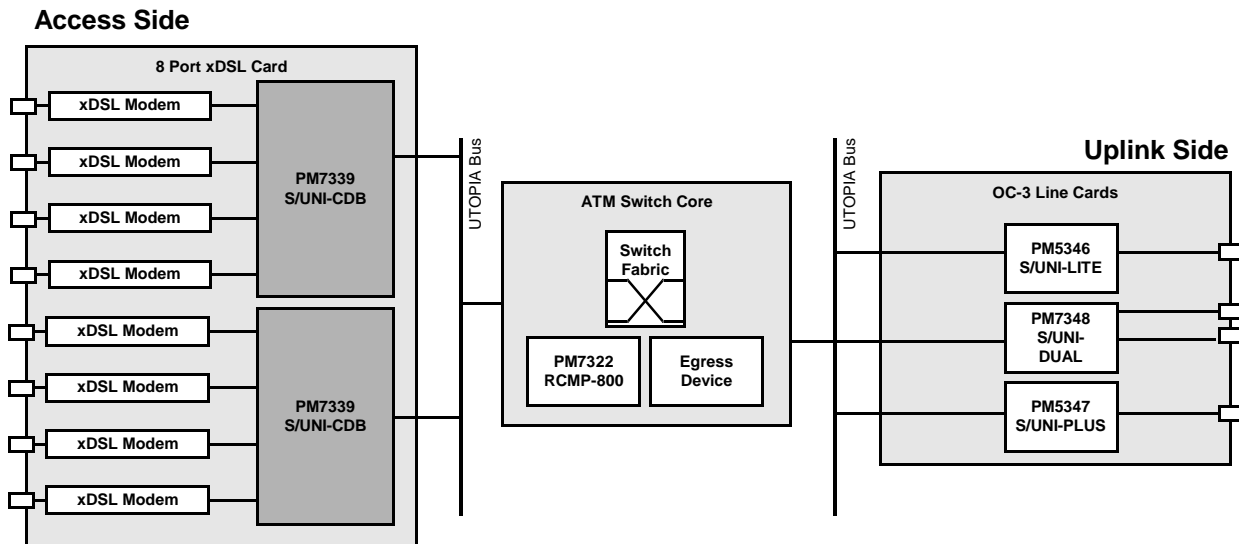 Access Side
8 Port xDSL Card
xDSL Modem
xDSL Modem
xDSL Modem
xDSL Modem
PM7339
S/UNI-CDB
xDSL Modem
xDSL Modem
xDSL Modem
xDSL Modem
PM7339
S/UNI-CDB
UTOPIA Bus
ATM Switch Core
Switch
Fabric
PM7322
RCMP-800
Egress
Device
UTOPIA Bus
Uplink Side
OC-3 Line Cards
PM5346
S/UNI-LITE
PM7348
S/UNI-
DUAL
PM5347
S/UNI-PLUS